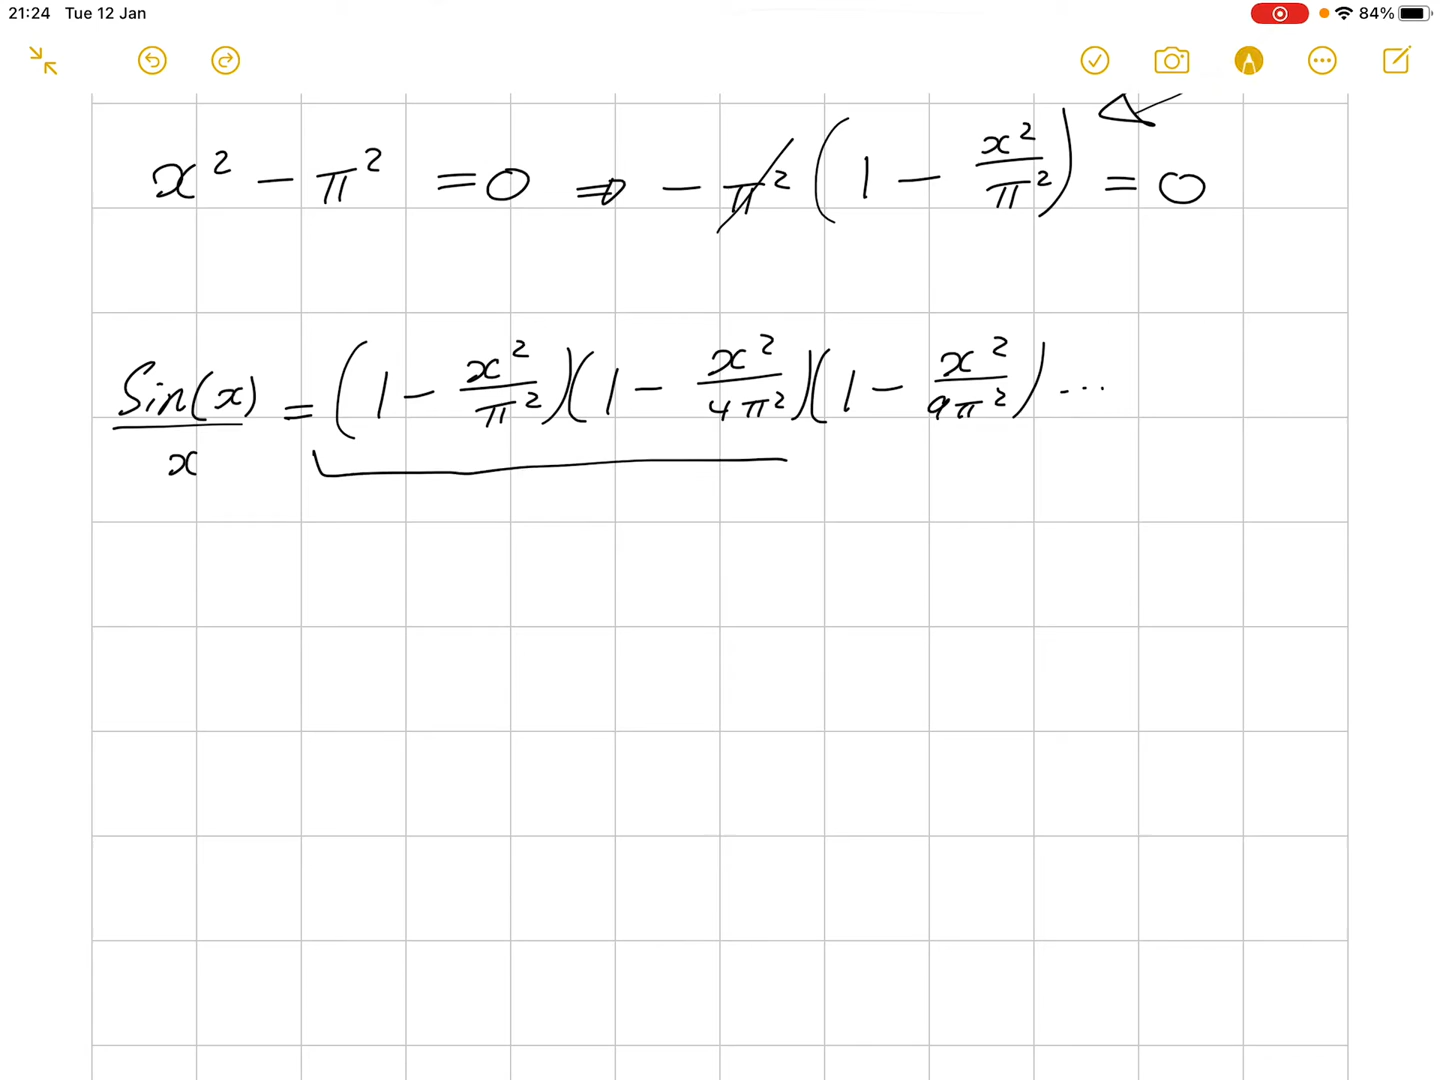 21:24 Tue 12 Jan 84%
x² − π² = 0 ⇒ − π² (1 − x²/π²) = 0
Sin(x)/x = (1 − x²/π²)(1 − x²/4π²)(1 − x²/9π²) ...